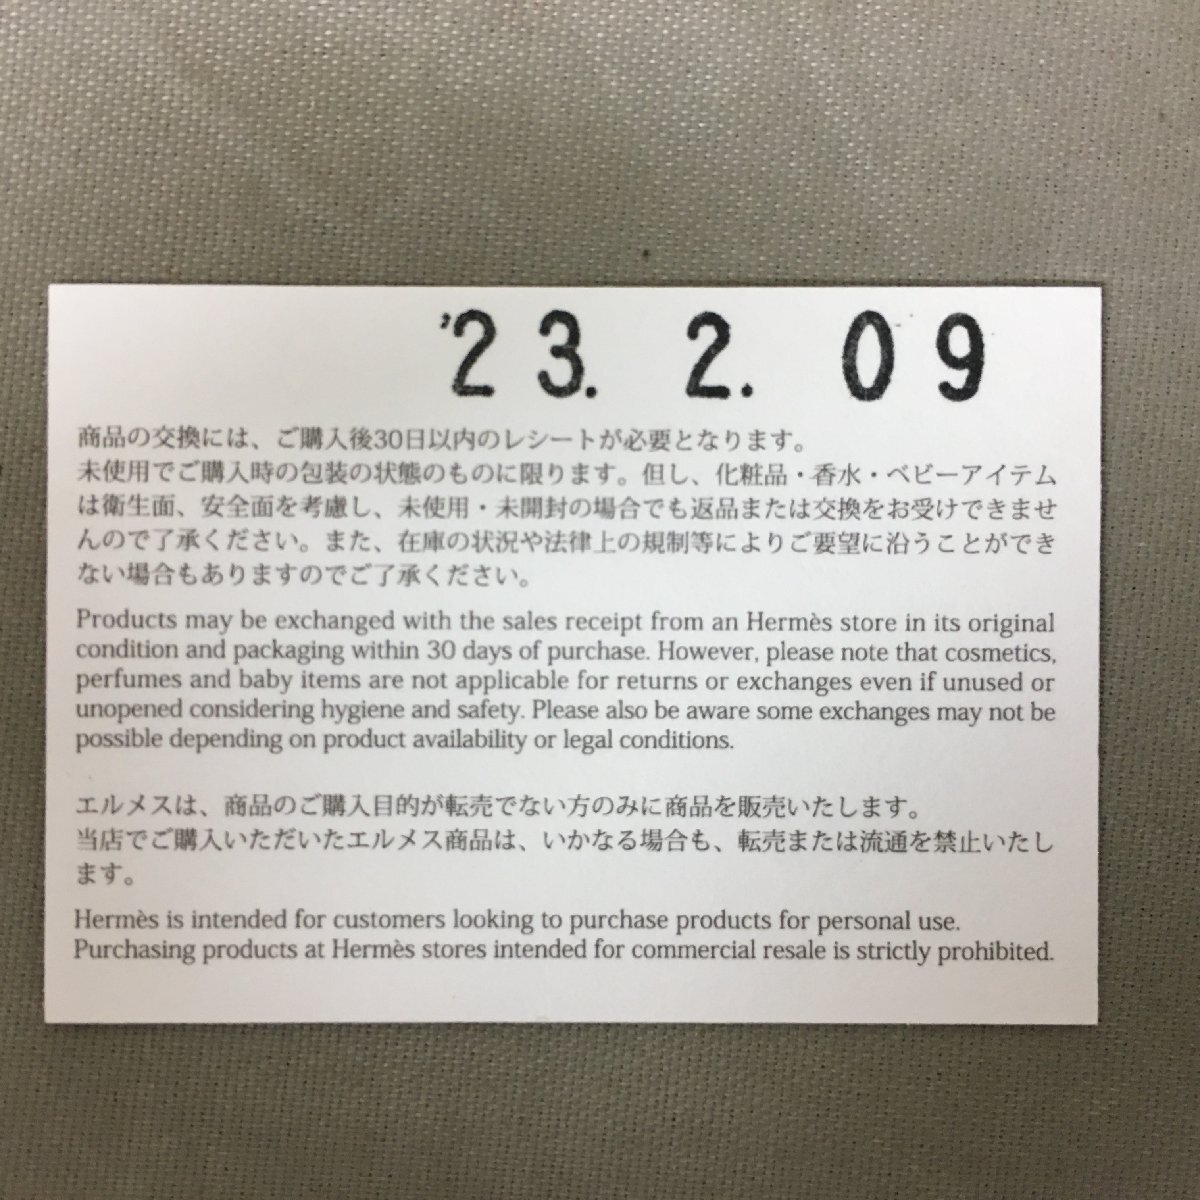 '23. 2. 09
商品の交換には、ご購入後30日以内のレシートが必要となります。
未使用でご購入時の包装の状態のものに限ります。但し、化粧品・香水・ベビーアイテム
は衛生面、安全面を考慮し、未使用・未開封の場合でも返品または交換をお受けできませ
んので了承ください。また、在庫の状況や法律上の規制等によりご要望に沿うことができ
ない場合もありますのでご了承ください。
Products may be exchanged with the sales receipt from an Hermès store in its original
condition and packaging within 30 days of purchase. However, please note that cosmetics,
perfumes and baby items are not applicable for returns or exchanges even if unused or
unopened considering hygiene and safety. Please also be aware some exchanges may not be
possible depending on product availability or legal conditions.
エルメスは、商品のご購入目的が転売でない方のみに商品を販売いたします。
当店でご購入いただいたエルメス商品は、いかなる場合も、転売または流通を禁止いたし
ます。
Hermès is intended for customers looking to purchase products for personal use.
Purchasing products at Hermès stores intended for commercial resale is strictly prohibited.